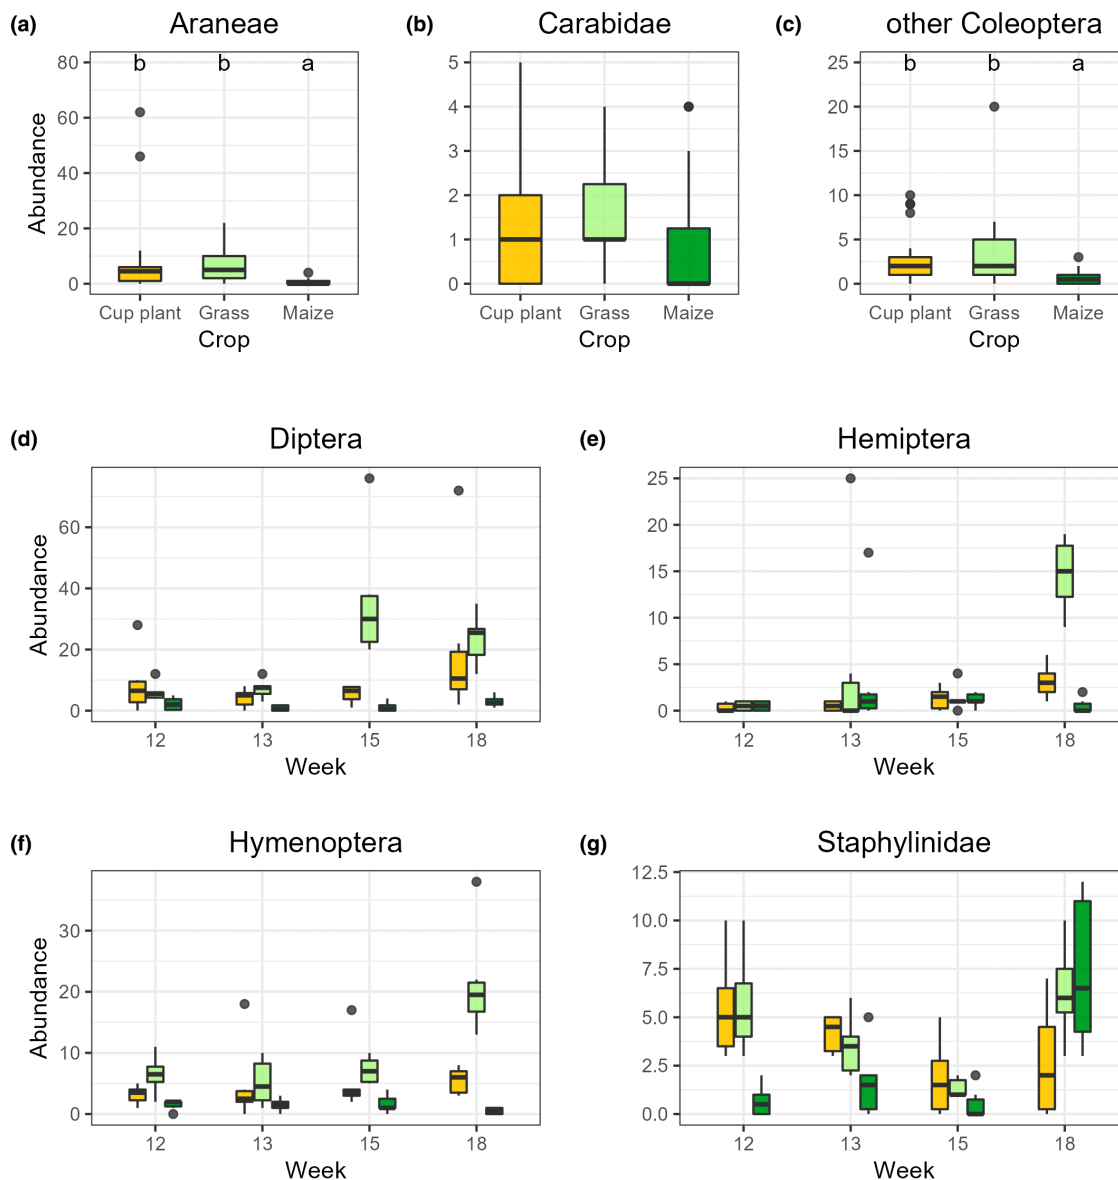 (a) Araneae
(b) Carabidae
(c) other Coleoptera
Abundance
80
60
40
20
0
b b a
Cup plant Grass Maize
Crop
5
4
3
2
1
0
Cup plant Grass Maize
Crop
25
20
15
10
5
0
b b a
Cup plant Grass Maize
Crop
(d) Diptera
Abundance
60
40
20
0
12 13 15 18
Week
(e) Hemiptera
25
20
15
10
5
0
12 13 15 18
Week
(f) Hymenoptera
Abundance
30
20
10
0
12 13 15 18
Week
(g) Staphylinidae
12.5
10.0
7.5
5.0
2.5
0.0
12 13 15 18
Week